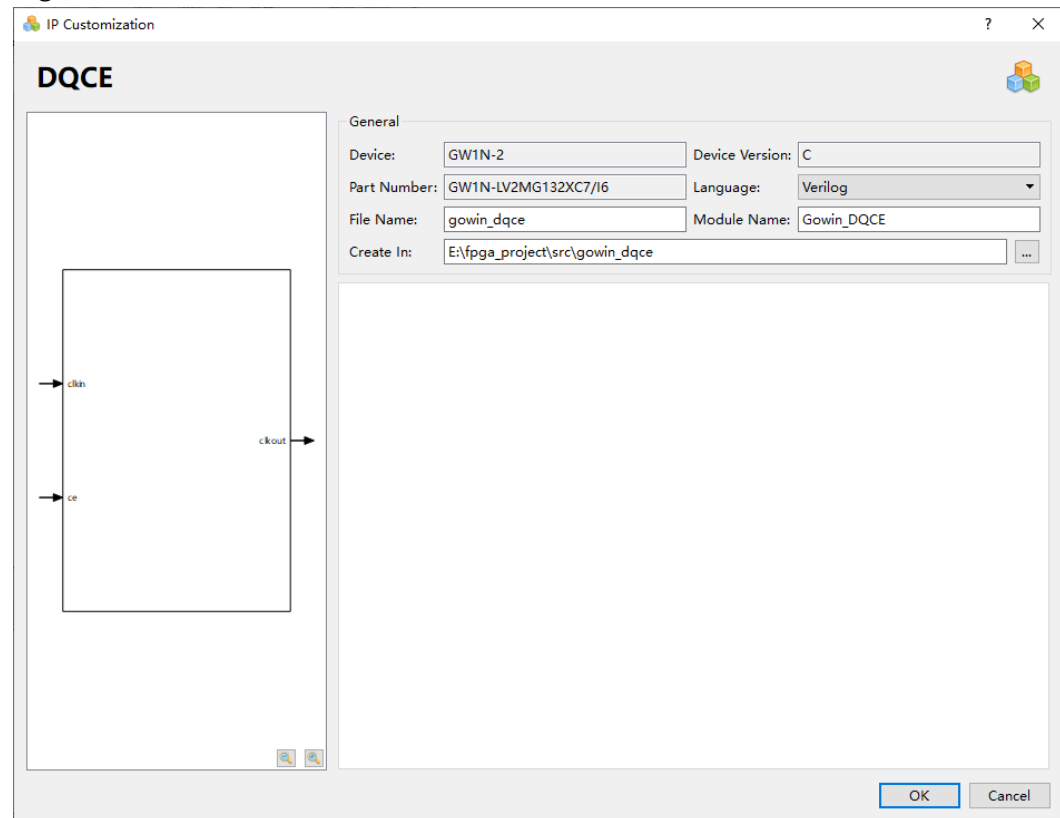 IP Customization
?
DQCE
General
Device: GW1N-2 Device Version: C
Part Number: GW1N-LV2MG132XC7/I6 Language: Verilog
File Name: gowin_dqce Module Name: Gowin_DQCE
Create In: E:\fpga_project\src\gowin_dqce ...
clkin
clkout
ce
OK Cancel